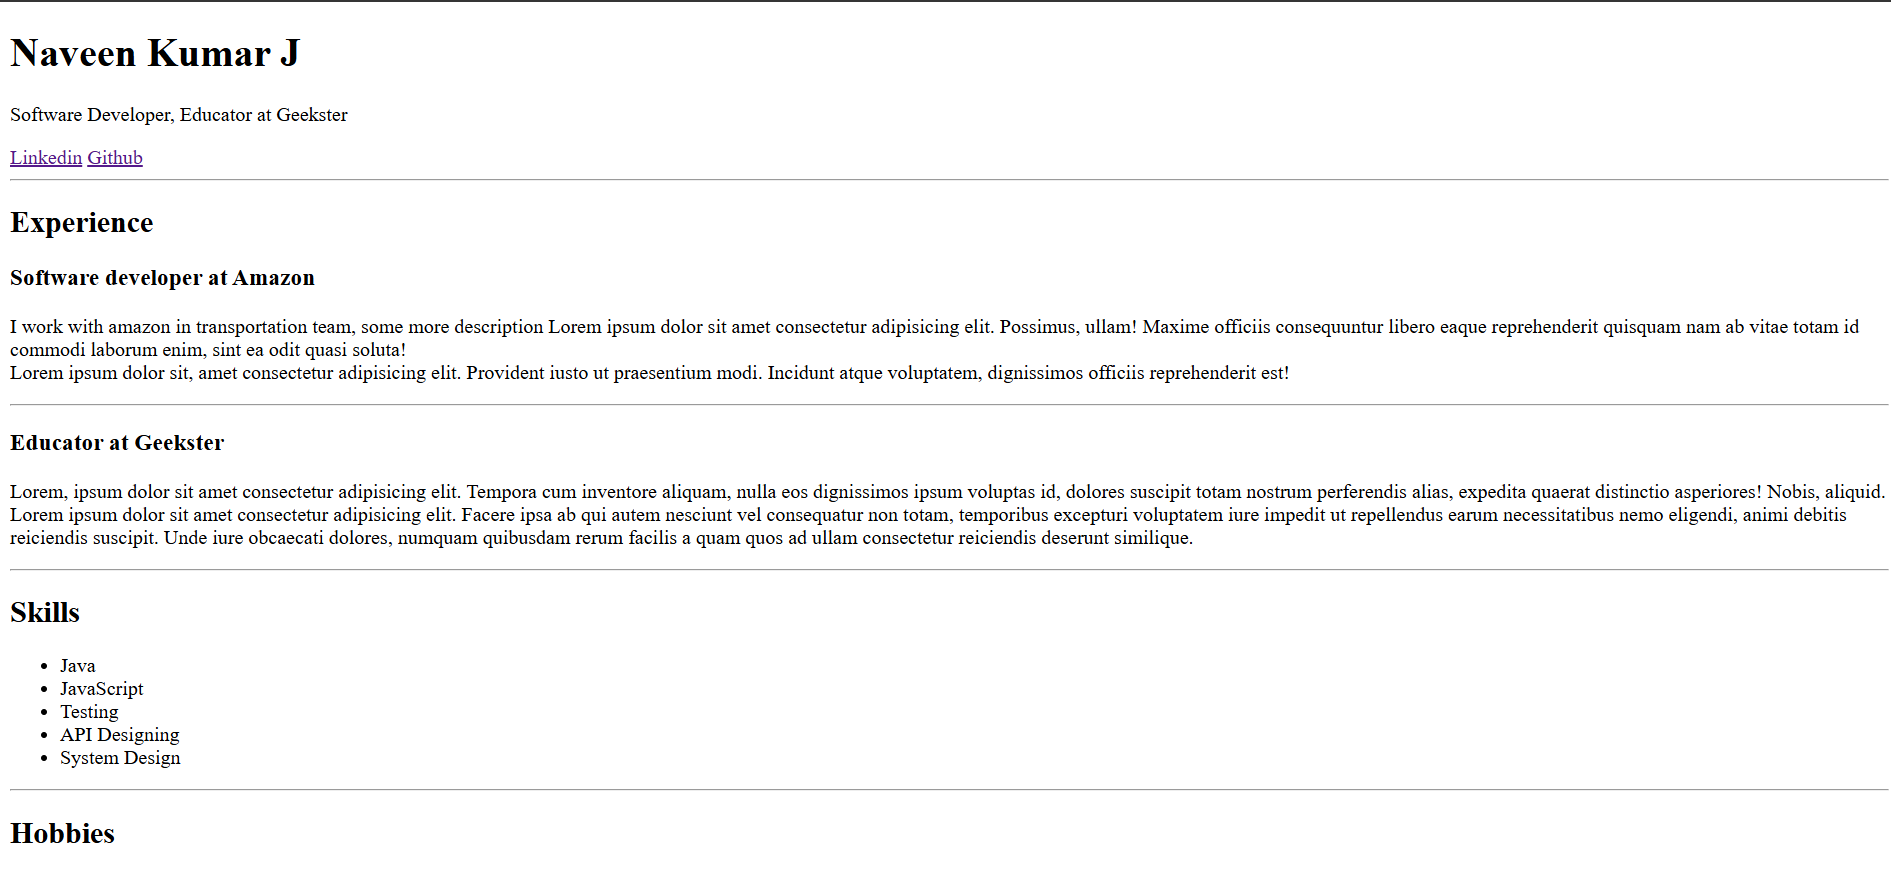 Naveen Kumar J
Software Developer, Educator at Geekster
Linkedin Github
Experience
Software developer at Amazon
I work with amazon in transportation team, some more description Lorem ipsum dolor sit amet consectetur adipisicing elit. Possimus, ullam! Maxime officiis consequuntur libero eaque reprehenderit quisquam nam ab vitae totam id
commodi laborum enim, sint ea odit quasi soluta!
Lorem ipsum dolor sit, amet consectetur adipisicing elit. Provident iusto ut praesentium modi. Incidunt atque voluptatem, dignissimos officiis reprehenderit est!
Educator at Geekster
Lorem, ipsum dolor sit amet consectetur adipisicing elit. Tempora cum inventore aliquam, nulla eos dignissimos ipsum voluptas id, dolores suscipit totam nostrum perferendis alias, expedita quaerat distinctio asperiores! Nobis, aliquid.
Lorem ipsum dolor sit amet consectetur adipisicing elit. Facere ipsa ab qui autem nesciunt vel consequatur non totam, temporibus excepturi voluptatem iure impedit ut repellendus earum necessitatibus nemo eligendi, animi debitis
reiciendis suscipit. Unde iure obcaecati dolores, numquam quibusdam rerum facilis a quam quos ad ullam consectetur reiciendis deserunt similique.
Skills
• Java
• JavaScript
• Testing
• API Designing
• System Design
Hobbies